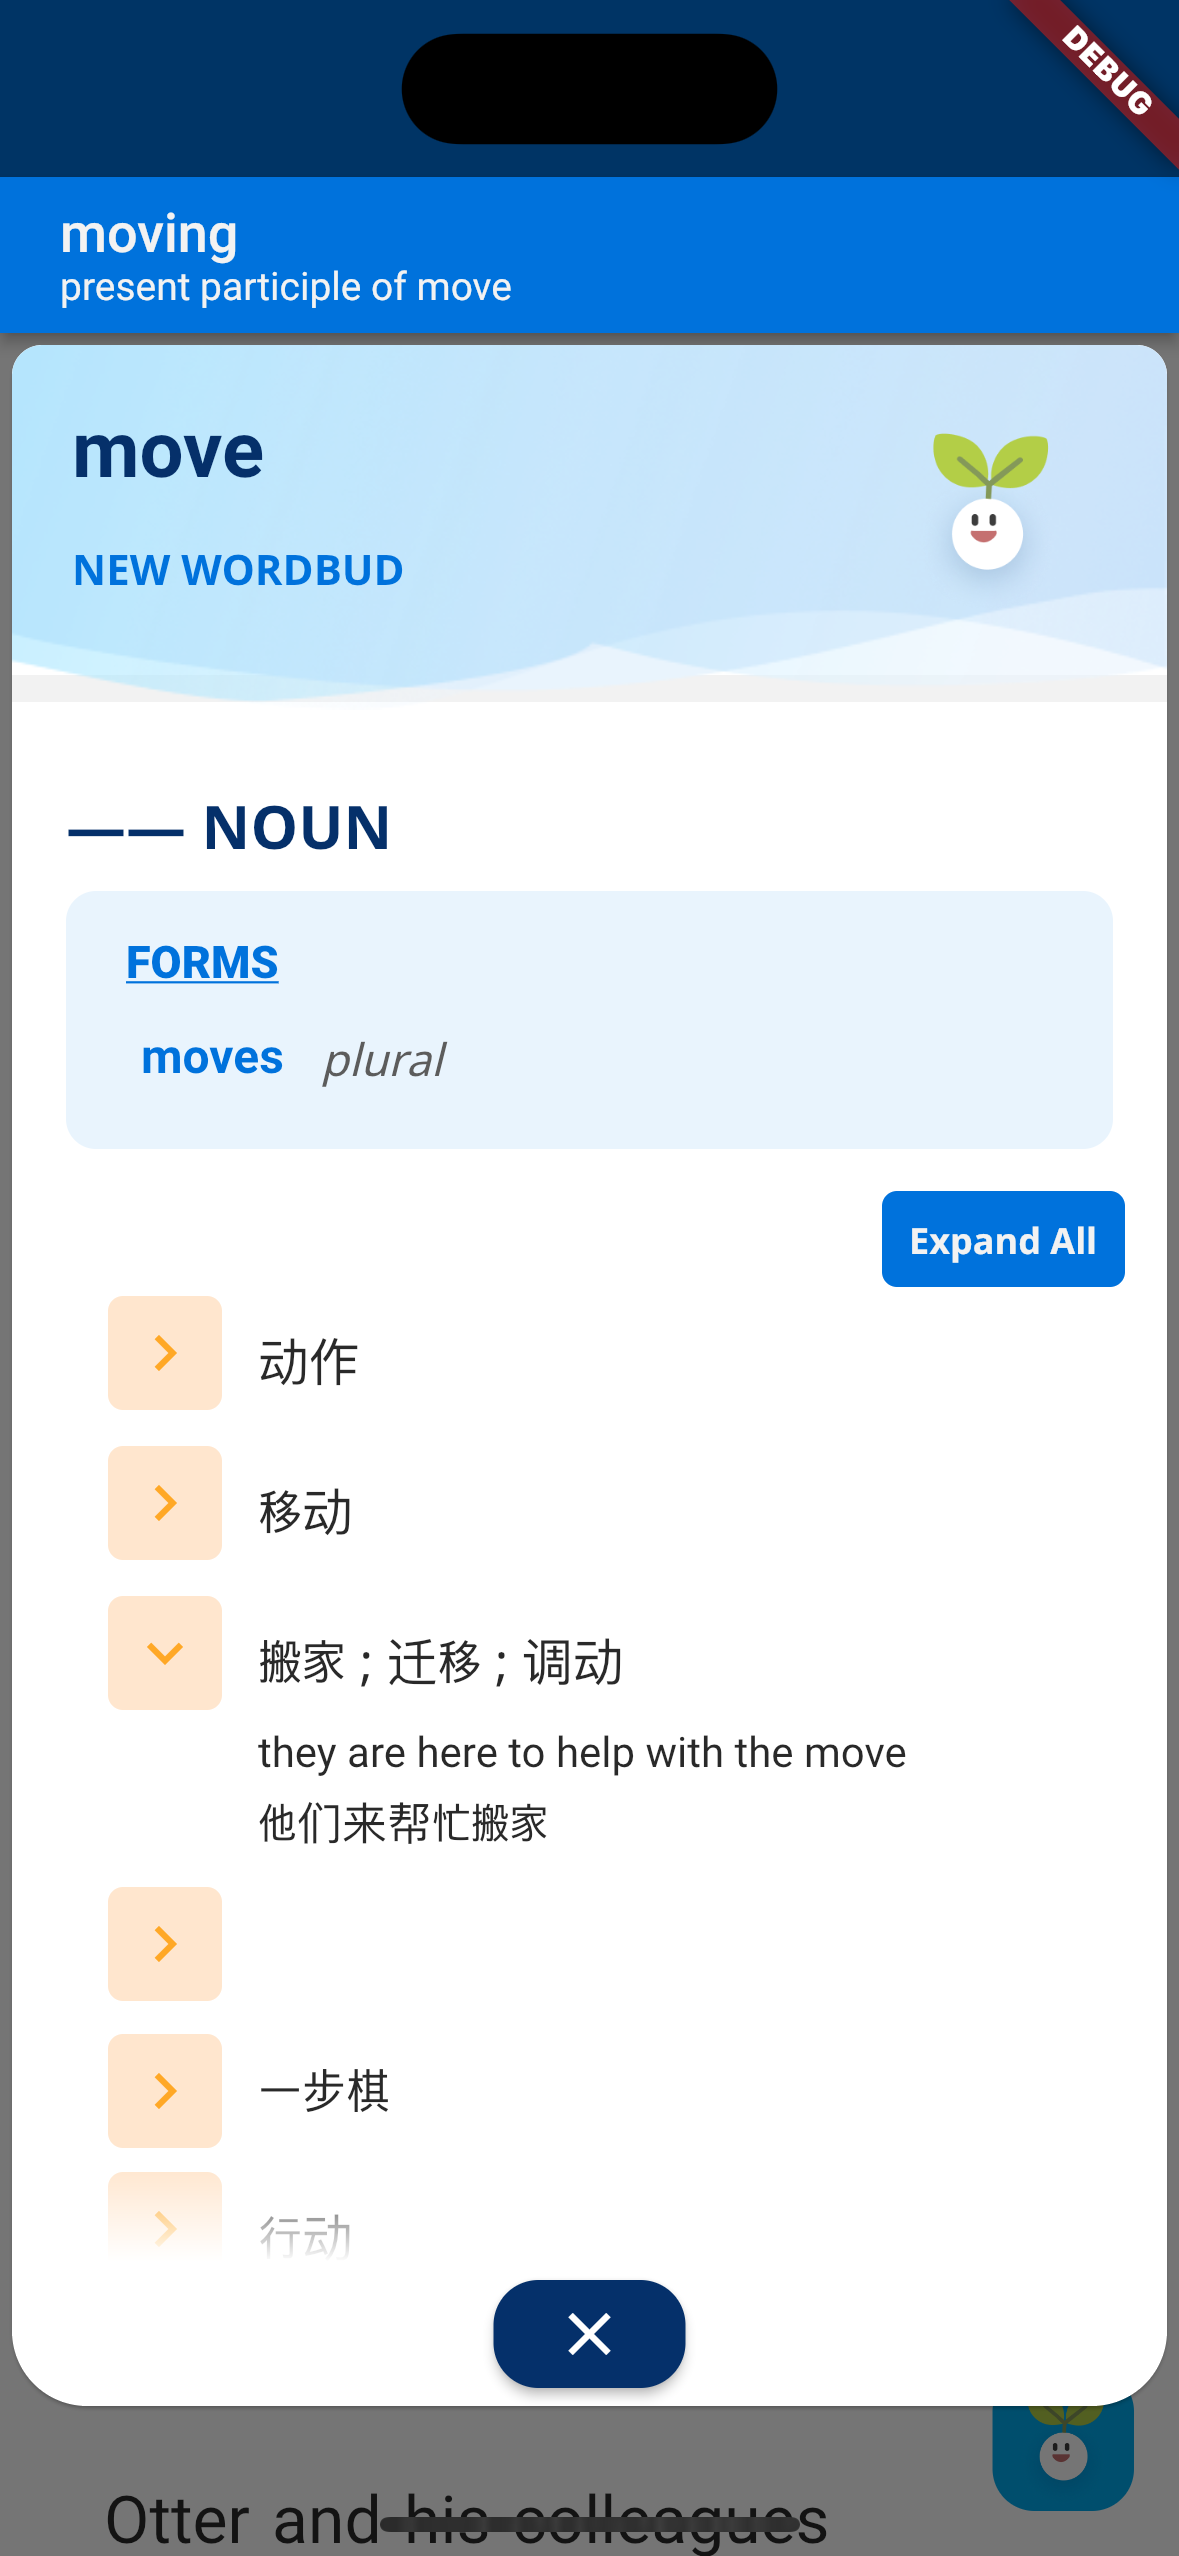 DEBUG
moving
present participle of move
move
NEW WORDBUD
—— NOUN
FORMS
moves plural
Expand All
动作
移动
搬家 ; 迁移 ; 调动
they are here to help with the move
他们来帮忙搬家
一步棋
行动
Otter and his colleagues